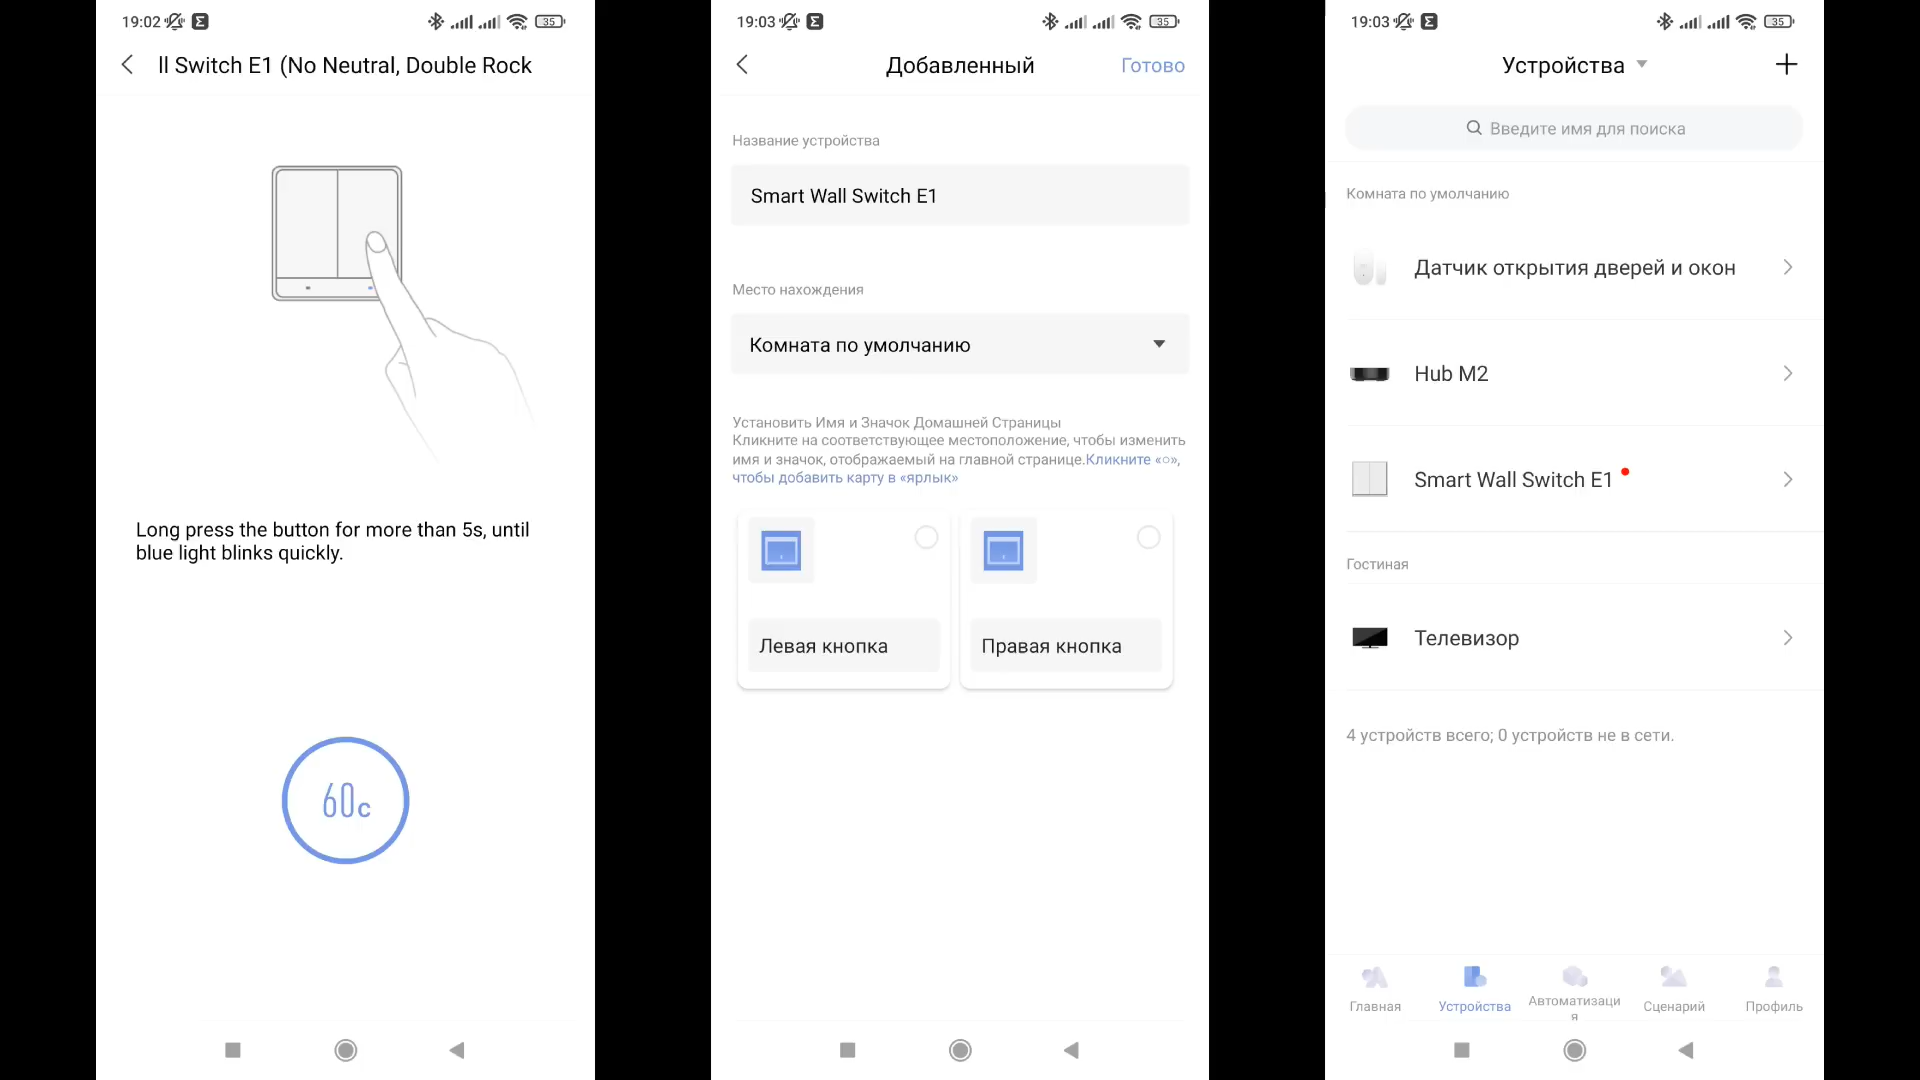 19:02
35
ll Switch E1 (No Neutral, Double Rock
Long press the button for more than 5s, until
blue light blinks quickly.
60с
19:03
35
Добавленный
Готово
Название устройства
Smart Wall Switch E1
Место нахождения
Комната по умолчанию
Установить Имя и Значок Домашней Страницы
Кликните на соответствующее местоположение, чтобы изменить
имя и значок, отображаемый на главной странице.Кликните «○»,
чтобы добавить карту в «ярлык»
Левая кнопка
Правая кнопка
19:03
35
Устройства
Введите имя для поиска
Комната по умолчанию
Датчик открытия дверей и окон
Hub M2
Smart Wall Switch E1
Гостиная
Телевизор
4 устройств всего; 0 устройств не в сети.
Главная
Устройства
Автоматизаци
я
Сценарий
Профиль